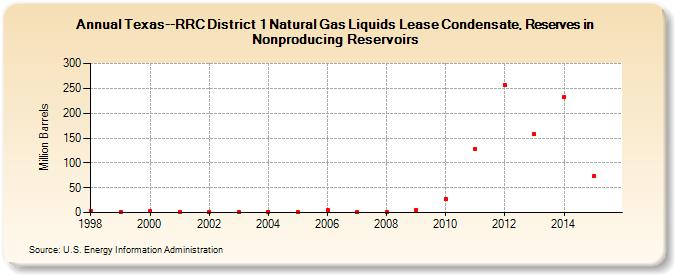 Annual Texas--RRC District 1 Natural Gas Liquids Lease Condensate, Reserves in
Nonproducing Reservoirs
Million Barrels
300
250
200
150
100
50
0
1998 2000 2002 2004 2006 2008 2010 2012 2014
Source: U.S. Energy Information Administration